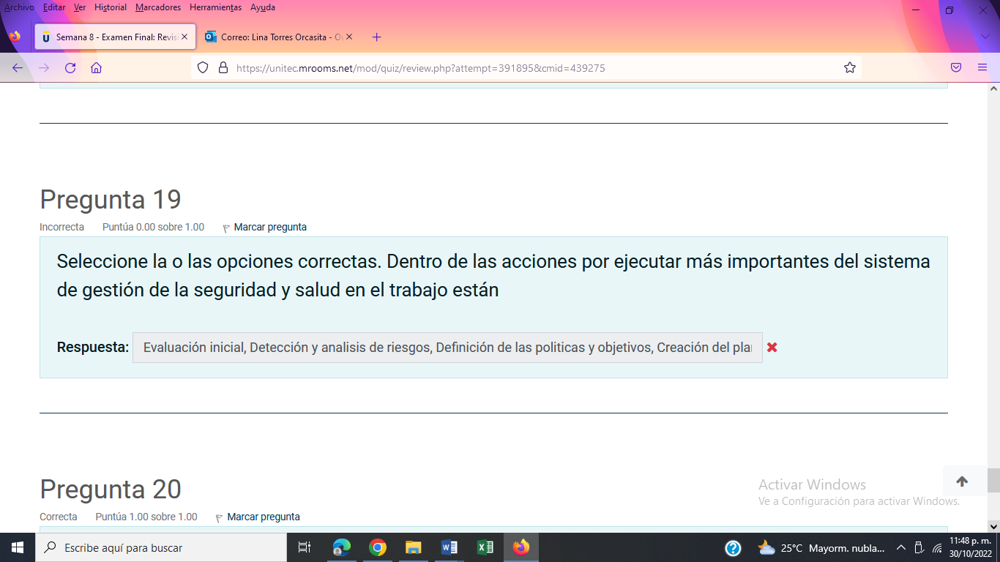 Archivo Editar Ver Historial Marcadores Herramientas Ayuda
Semana 8 - Examen Final: Revis
Correo: Lina Torres Orcasita - O
https://unitec.mrooms.net/mod/quiz/review.php?attempt=391895&cmid=439275
Pregunta 19
Incorrecta Puntúa 0.00 sobre 1.00 Marcar pregunta
Seleccione la o las opciones correctas. Dentro de las acciones por ejecutar más importantes del sistema
de gestión de la seguridad y salud en el trabajo están
Respuesta: Evaluación inicial, Detección y analisis de riesgos, Definición de las politicas y objetivos, Creación del plan
Pregunta 20
Correcta Puntúa 1.00 sobre 1.00 Marcar pregunta
Activar Windows
Ve a Configuración para activar Windows.
Escribe aquí para buscar
25°C Mayorm. nubla...
11:48 p. m.
30/10/2022